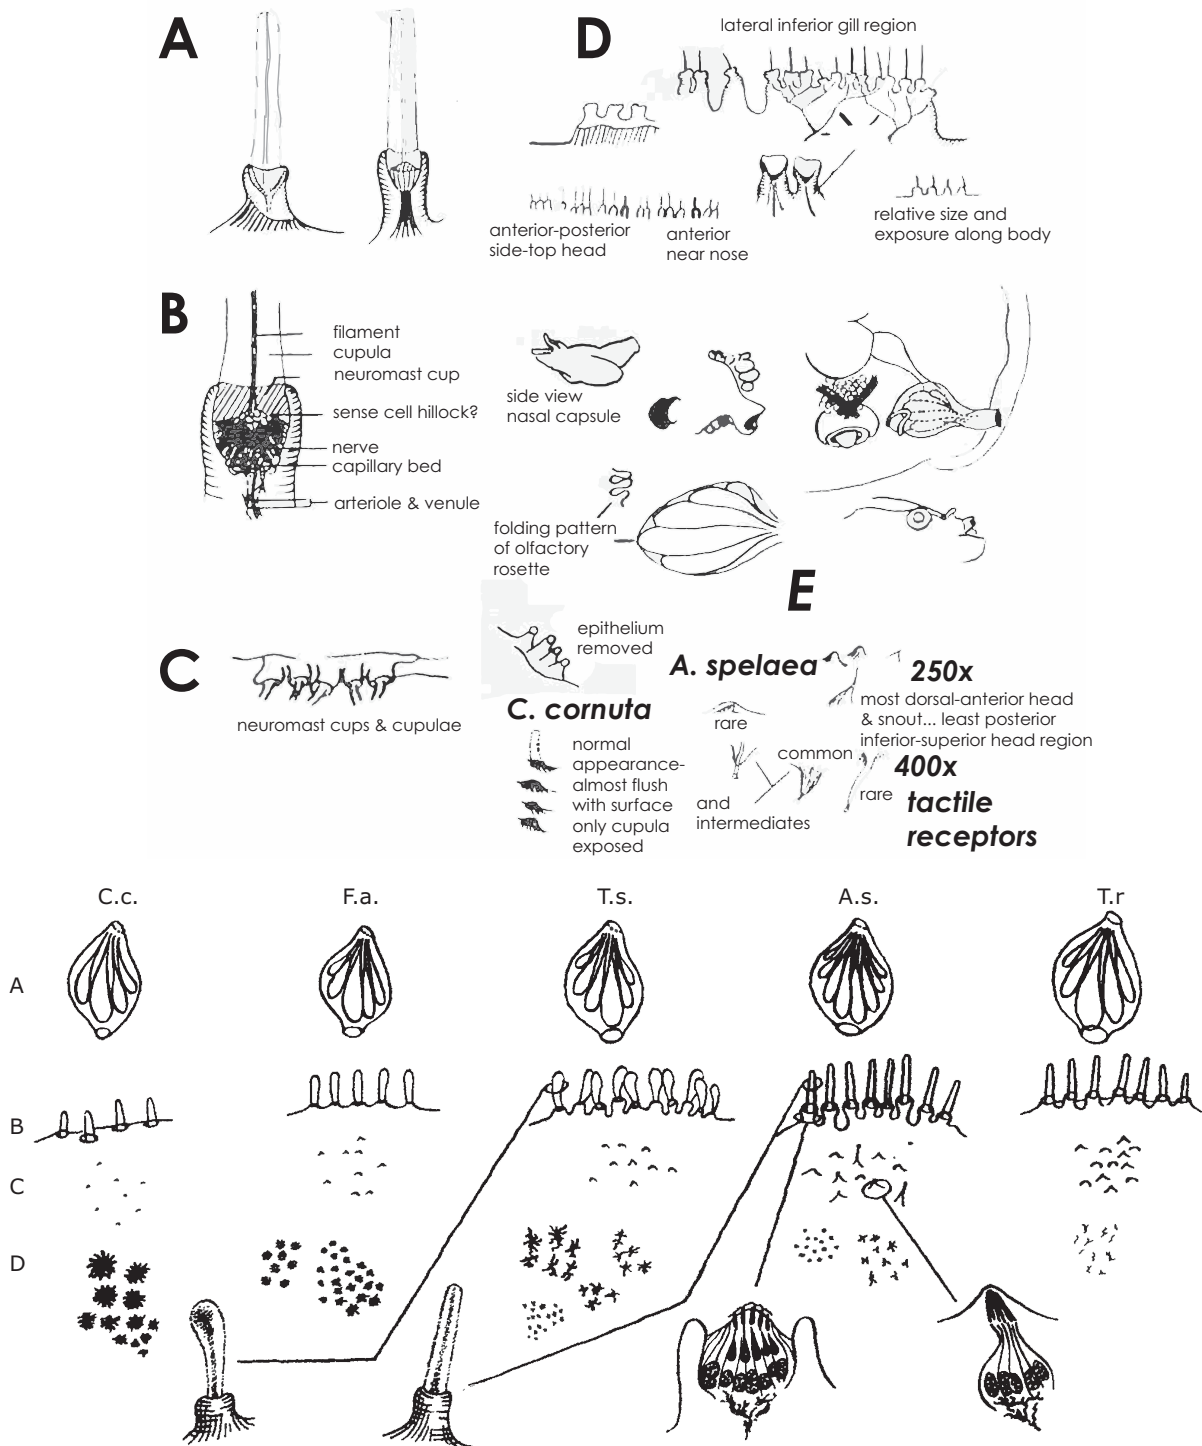 A
D
lateral inferior gill region
anterior-posterior
side-top head
anterior
near nose
relative size and
exposure along body
B
filament
cupula
neuromast cup
sense cell hillock?
nerve
capillary bed
arteriole & venule
side view
nasal capsule
folding pattern
of olfactory
rosette
E
C
neuromast cups & cupulae
epithelium
removed
C. cornuta
normal
appearance-
almost flush
with surface
only cupula
exposed
A. spelaea
250x
most dorsal-anterior head
& snout... least posterior
inferior-superior head region
rare
common
and
intermediates
rare
400x
tactile
receptors
C.c. F.a. T.s. A.s. T.r
A
B
C
D